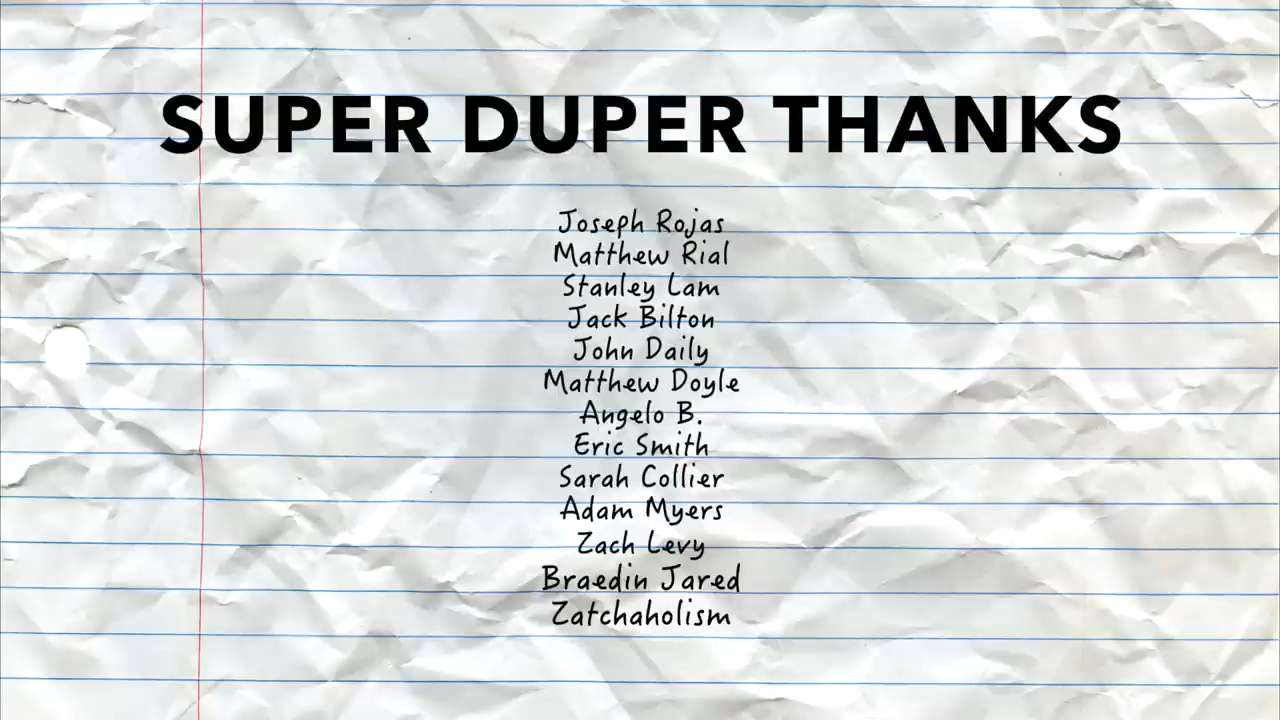 SUPER DUPER THANKS
Joseph Rojas
Matthew Rial
Stanley Lam
Jack Bilton
John Daily
Matthew Doyle
Angelo B.
Eric Smith
Sarah Collier
Adam Myers
Zach Levy
Braedin Jared
Zatchaholism